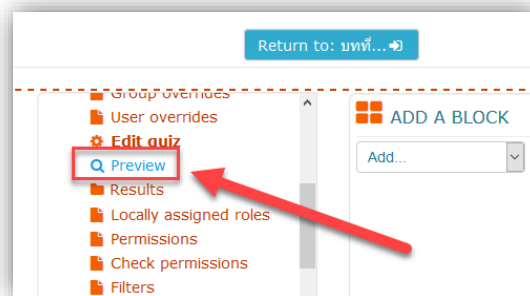 Return to: บทที่...
Group overrides
User overrides
Edit quiz
Preview
Results
Locally assigned roles
Permissions
Check permissions
Filters
ADD A BLOCK
Add...